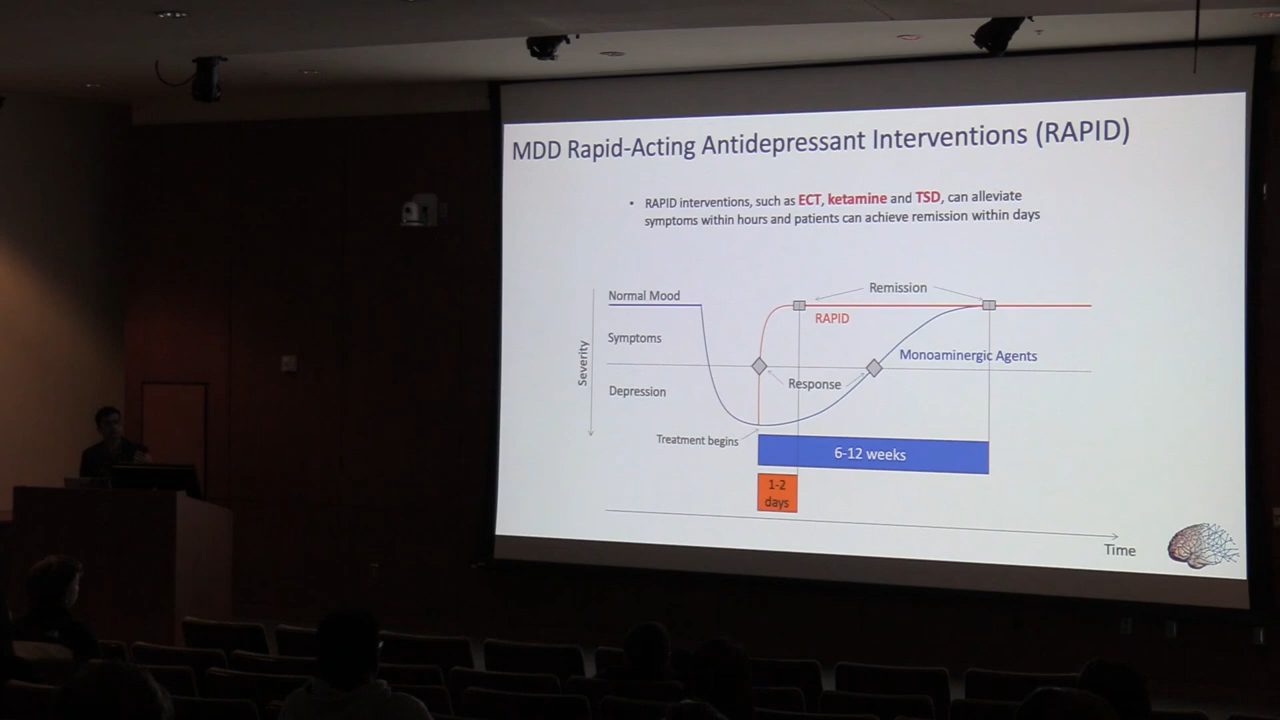 MDD Rapid-Acting Antidepressant Interventions (RAPID)
• RAPID interventions, such as ECT, ketamine and TSD, can alleviate
symptoms within hours and patients can achieve remission within days
Remission
Normal Mood
RAPID
Symptoms
Severity
Monoaminergic Agents
Response
Depression
Treatment begins
6-12 weeks
1-2
days
Time